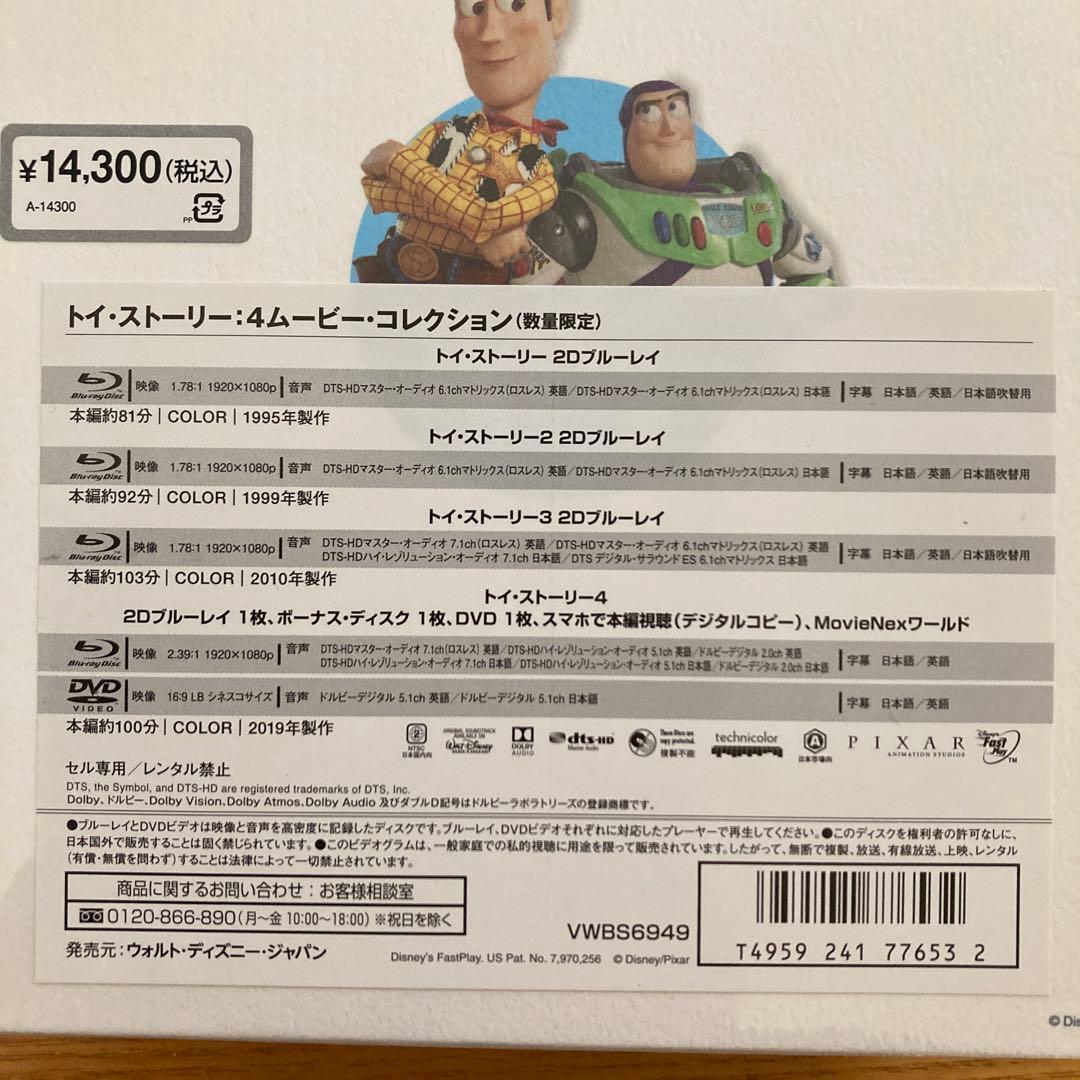 ¥14,300(税込)
A-14300
PP プラ
トイ・ストーリー:4ムービー・コレクション(数量限定)
トイ・ストーリー 2Dブルーレイ
Blu-ray Disc 映像 1.78:1 1920×1080p 音声 DTS-HDマスター・オーディオ 6.1chマトリックス(ロスレス) 英語/DTS-HDマスター・オーディオ 6.1chマトリックス(ロスレス) 日本語 字幕 日本語/英語/日本語吹替用
本編約81分|COLOR|1995年製作
トイ・ストーリー2 2Dブルーレイ
Blu-ray Disc 映像 1.78:1 1920×1080p 音声 DTS-HDマスター・オーディオ 6.1chマトリックス(ロスレス) 英語/DTS-HDマスター・オーディオ 6.1chマトリックス(ロスレス) 日本語 字幕 日本語/英語/日本語吹替用
本編約92分|COLOR|1999年製作
トイ・ストーリー3 2Dブルーレイ
Blu-ray Disc 映像 1.78:1 1920×1080p 音声 DTS-HDマスター・オーディオ 7.1ch(ロスレス) 英語/DTS-HDマスター・オーディオ 6.1chマトリックス(ロスレス) 英語
DTS-HDハイ・レゾリューション・オーディオ 7.1ch 日本語/DTS デジタル・サラウンド ES 6.1chマトリックス 日本語 字幕 日本語/英語/日本語吹替用
本編約103分|COLOR|2010年製作
トイ・ストーリー4
2Dブルーレイ 1枚、ボーナス・ディスク 1枚、DVD 1枚、スマホで本編視聴(デジタルコピー)、MovieNexワールド
Blu-ray Disc 映像 2.39:1 1920×1080p 音声 DTS-HDマスター・オーディオ 7.1ch(ロスレス) 英語/DTS-HDハイ・レゾリューション・オーディオ 5.1ch 英語/ドルビーデジタル 2.0ch 英語
DTS-HDハイ・レゾリューション・オーディオ 7.1ch 日本語/DTS-HDハイ・レゾリューション・オーディオ 5.1ch 日本語/ドルビーデジタル 2.0ch 日本語 字幕 日本語/英語
DVD VIDEO 映像 16:9 LB シネスコサイズ 音声 ドルビーデジタル 5.1ch 英語/ドルビーデジタル 5.1ch 日本語 字幕 日本語/英語
本編約100分|COLOR|2019年製作
2 NTSC 日本国内向
ORIGINAL SOUNDTRACK AVAILABLE ON Walt Disney
DOLBY AUDIO
dts-HD Master Audio
These Discs are copy protected. 複製不能
technicolor
日本市場向
PIXAR ANIMATION STUDIOS
Disney's Fast Play TM
セル専用/レンタル禁止
DTS, the Symbol, and DTS-HD are registered trademarks of DTS, Inc.
Dolby、ドルビー、Dolby Vision、Dolby Atmos、Dolby Audio 及びダブルD記号はドルビーラボラトリーズの登録商標です。
●ブルーレイとDVDビデオは映像と音声を高密度に記録したディスクです。ブルーレイ、DVDビデオそれぞれに対応したプレーヤーで再生してください。●このディスクを権利者の許可なしに、
日本国外で販売することは固く禁じられています。●このビデオグラムは、一般家庭での私的視聴に用途を限って販売されています。したがって、無断で複製、放送、有線放送、上映、レンタル
(有償・無償を問わず)することは法律によって一切禁止されています。
商品に関するお問い合わせ:お客様相談室
0120-866-890(月〜金 10:00〜18:00)※祝日を除く
発売元:ウォルト・ディズニー・ジャパン
Disney's FastPlay. US Pat. No. 7,970,256 ©Disney/Pixar
VWBS6949
T4959 241 77653 2
© Dis